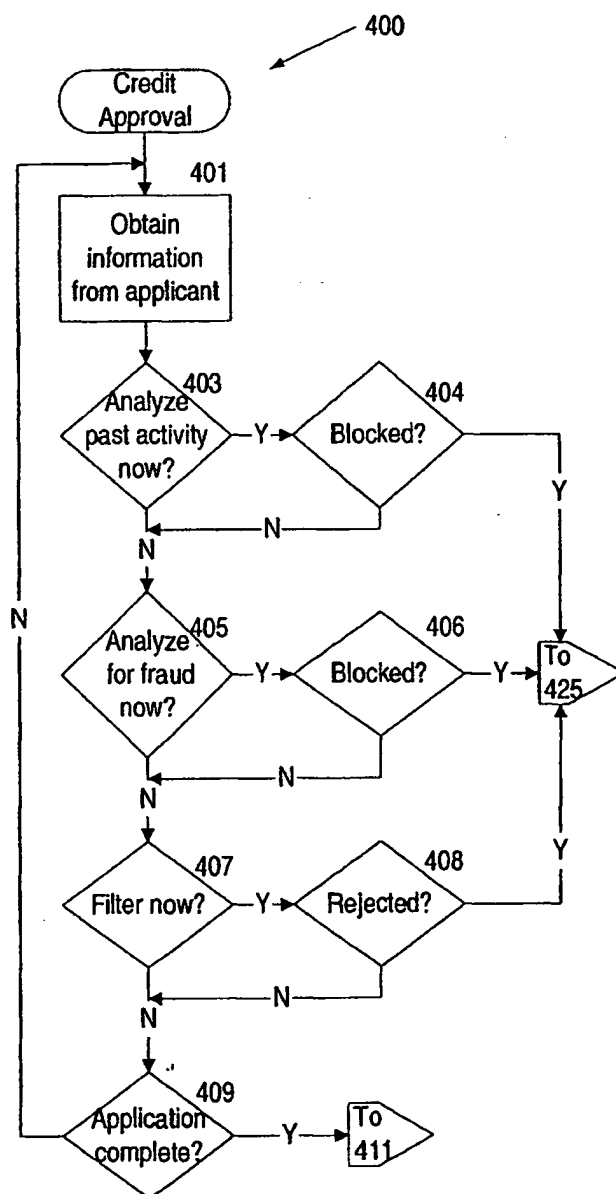 400
Credit
Approval
401
Obtain
information
from applicant
403
Analyze
past activity
now?
Y
404
Blocked?
Y
N
N
N
405
Analyze
for fraud
now?
Y
406
Blocked?
Y
To
425
N
N
407
Filter now?
Y
408
Rejected?
Y
N
N
409
Application
complete?
Y
To
411